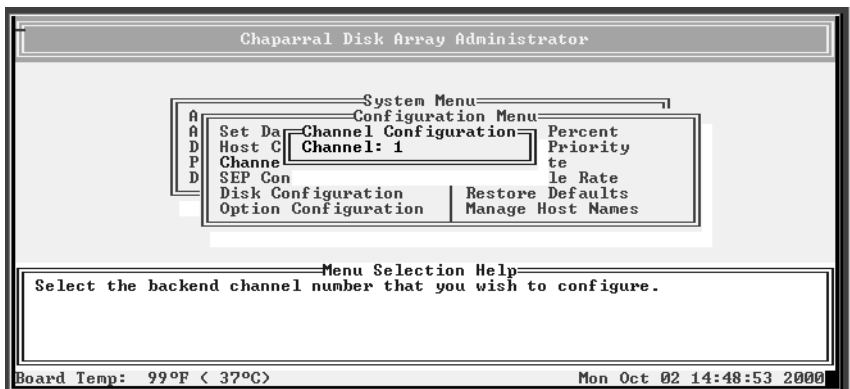 Chaparral Disk Array Administrator
System Menu
Configuration Menu
A
A
D
P
D
Set Da
Host C
Channe
SEP Con
Disk Configuration
Option Configuration
Channel Configuration
Channel: 1
Percent
Priority
te
le Rate
Restore Defaults
Manage Host Names
Menu Selection Help
Select the backend channel number that you wish to configure.
Board Temp: 99ºF ( 37ºC) Mon Oct 02 14:48:53 2000